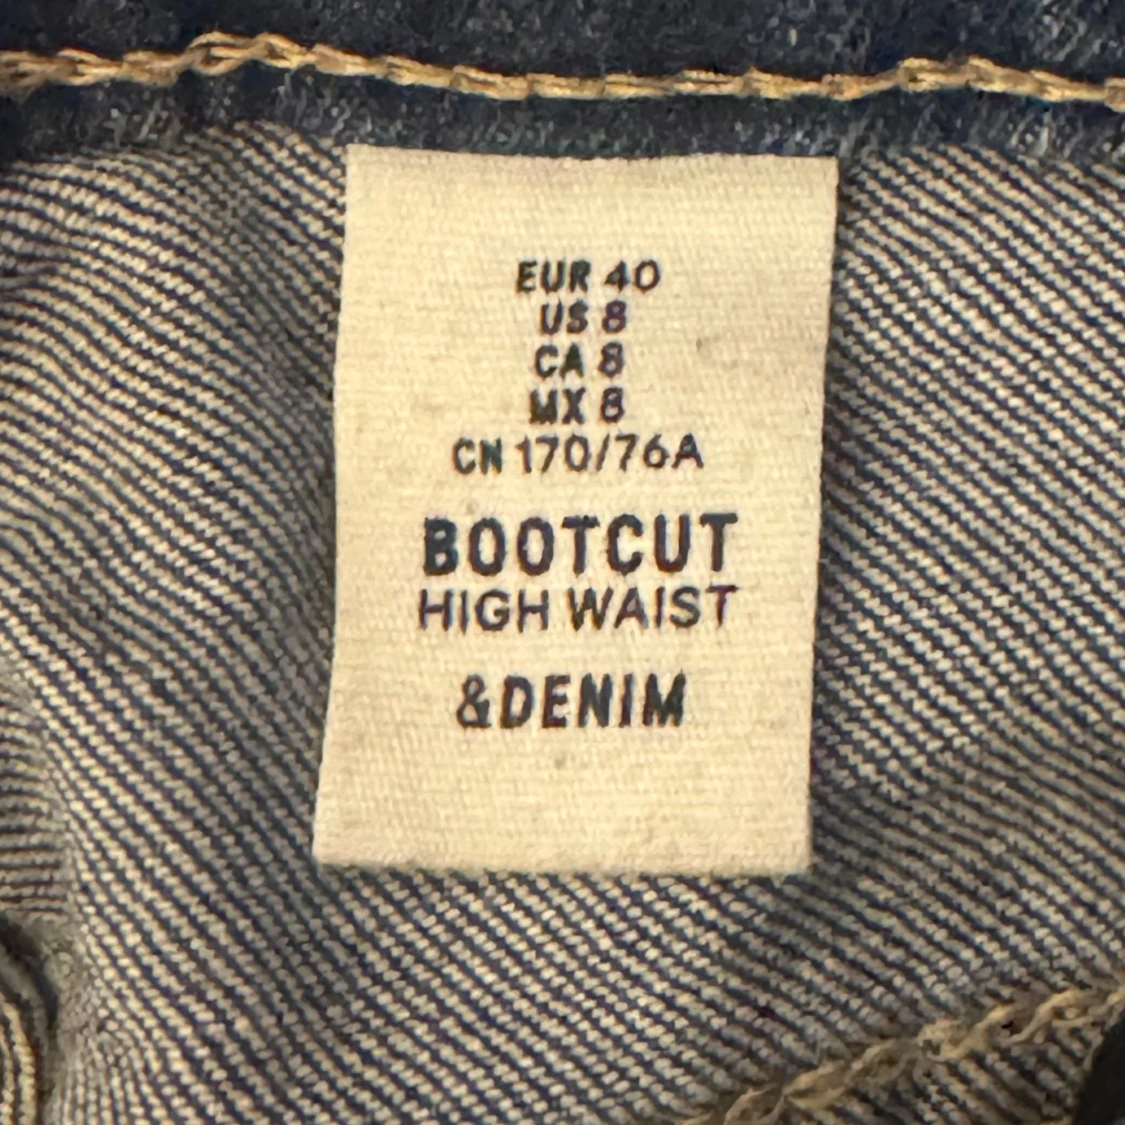 EUR 40
US 8
CA 8
MX 8
CN 170/76A
BOOTCUT
HIGH WAIST
&DENIM